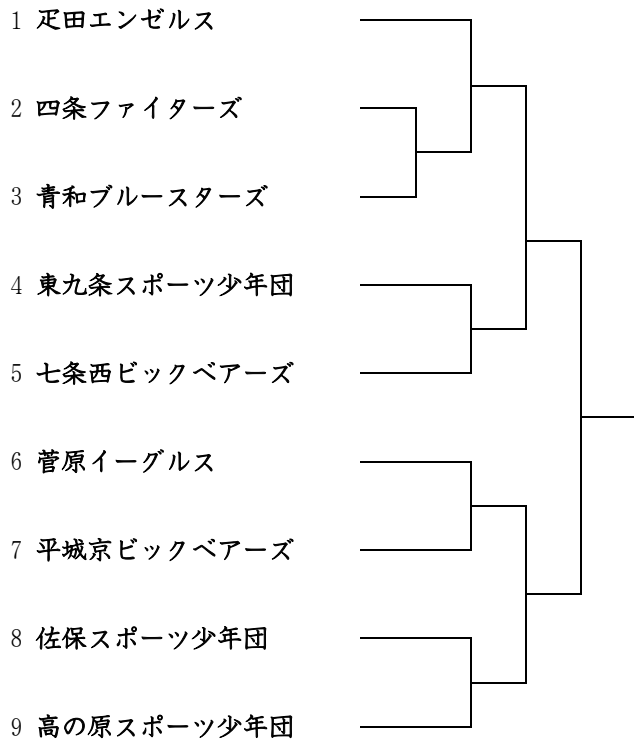 1 疋田エンゼルス
2 四条ファイターズ
3 青和ブルースターズ
4 東九条スポーツ少年団
5 七条西ビックベアーズ
6 菅原イーグルス
7 平城京ビックベアーズ
8 佐保スポーツ少年団
9 高の原スポーツ少年団